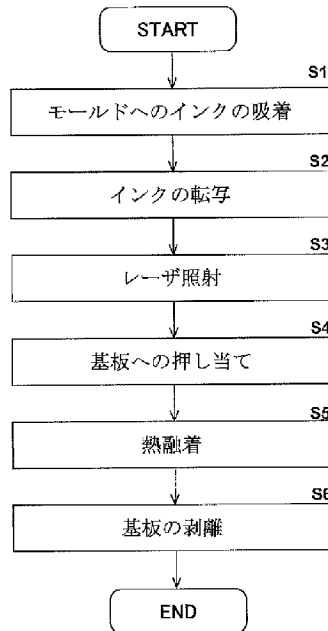 START
S1
モールドへのインクの吸着
S2
インクの転写
S3
レーザ照射
S4
基板への押し当て
S5
熱融着
S6
基板の剥離
END